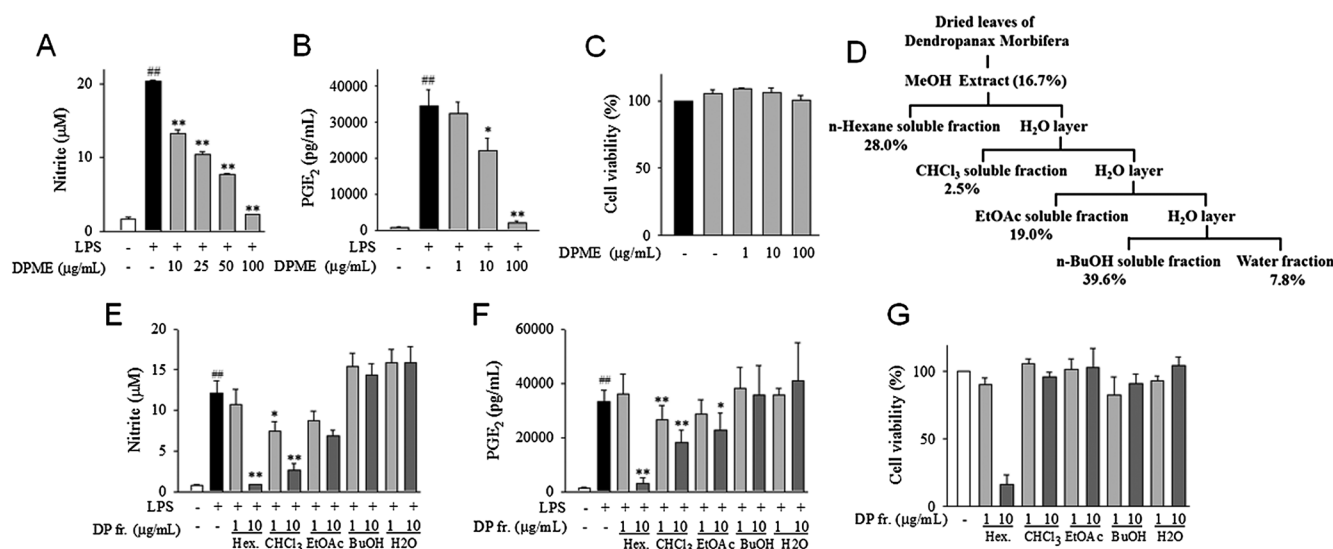 A
Nitrite (µM)
20
10
0
##
**
**
**
**
LPS
- + + + + +
DPME (µg/mL)
- - 10 25 50 100
B
PGE2 (pg/mL)
40000
30000
20000
10000
0
##
*
**
- + + + +
LPS
- - 1 10 100
DPME (µg/mL)
C
Cell viability (%)
100
50
0
DPME (µg/mL)
- - 1 10 100
D
Dried leaves of
Dendropanax Morbifera
MeOH Extract (16.7%)
n-Hexane soluble fraction
28.0%
H2O layer
CHCl3 soluble fraction
2.5%
H2O layer
EtOAc soluble fraction
19.0%
H2O layer
n-BuOH soluble fraction
39.6%
Water fraction
7.8%
E
Nitrite (µM)
20
15
10
5
0
##
**
*
**
LPS
- + + + + + + + + + + +
DP fr. (µg/mL)
- - 1 10 1 10 1 10 1 10 1 10
Hex. CHCl3 EtOAc BuOH H2O
F
PGE2 (pg/mL)
60000
40000
20000
0
##
**
**
**
*
LPS
- + + + + + + + + + + +
DP fr. (µg/mL)
- - 1 10 1 10 1 10 1 10 1 10
Hex. CHCl3 EtOAc BuOH H2O
G
Cell viability (%)
100
50
0
DP fr. (µg/mL)
- 1 10 1 10 1 10 1 10 1 10
Hex. CHCl3 EtOAc BuOH H2O